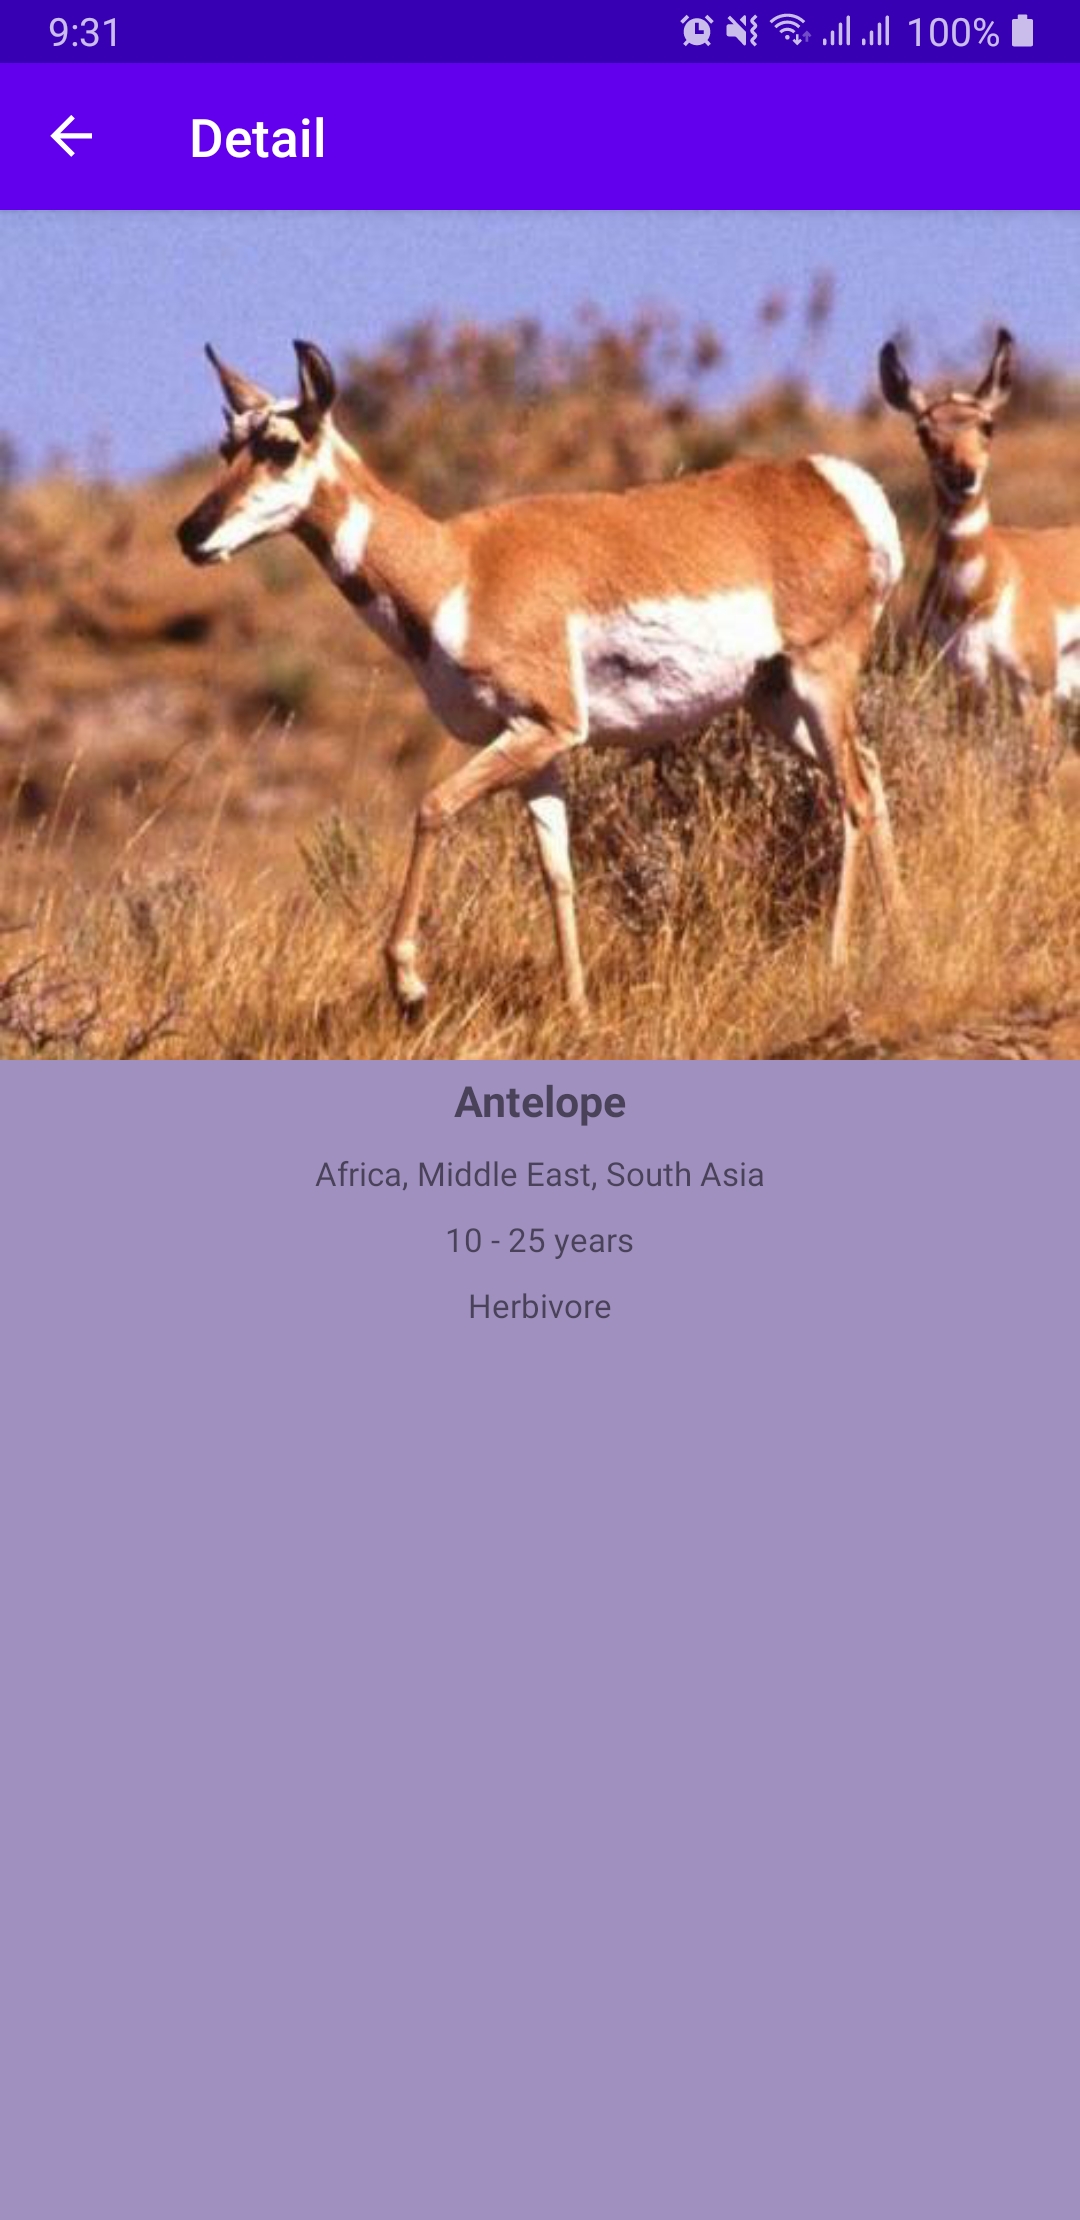 9:31 100%
Detail
Antelope
Africa, Middle East, South Asia
10 - 25 years
Herbivore